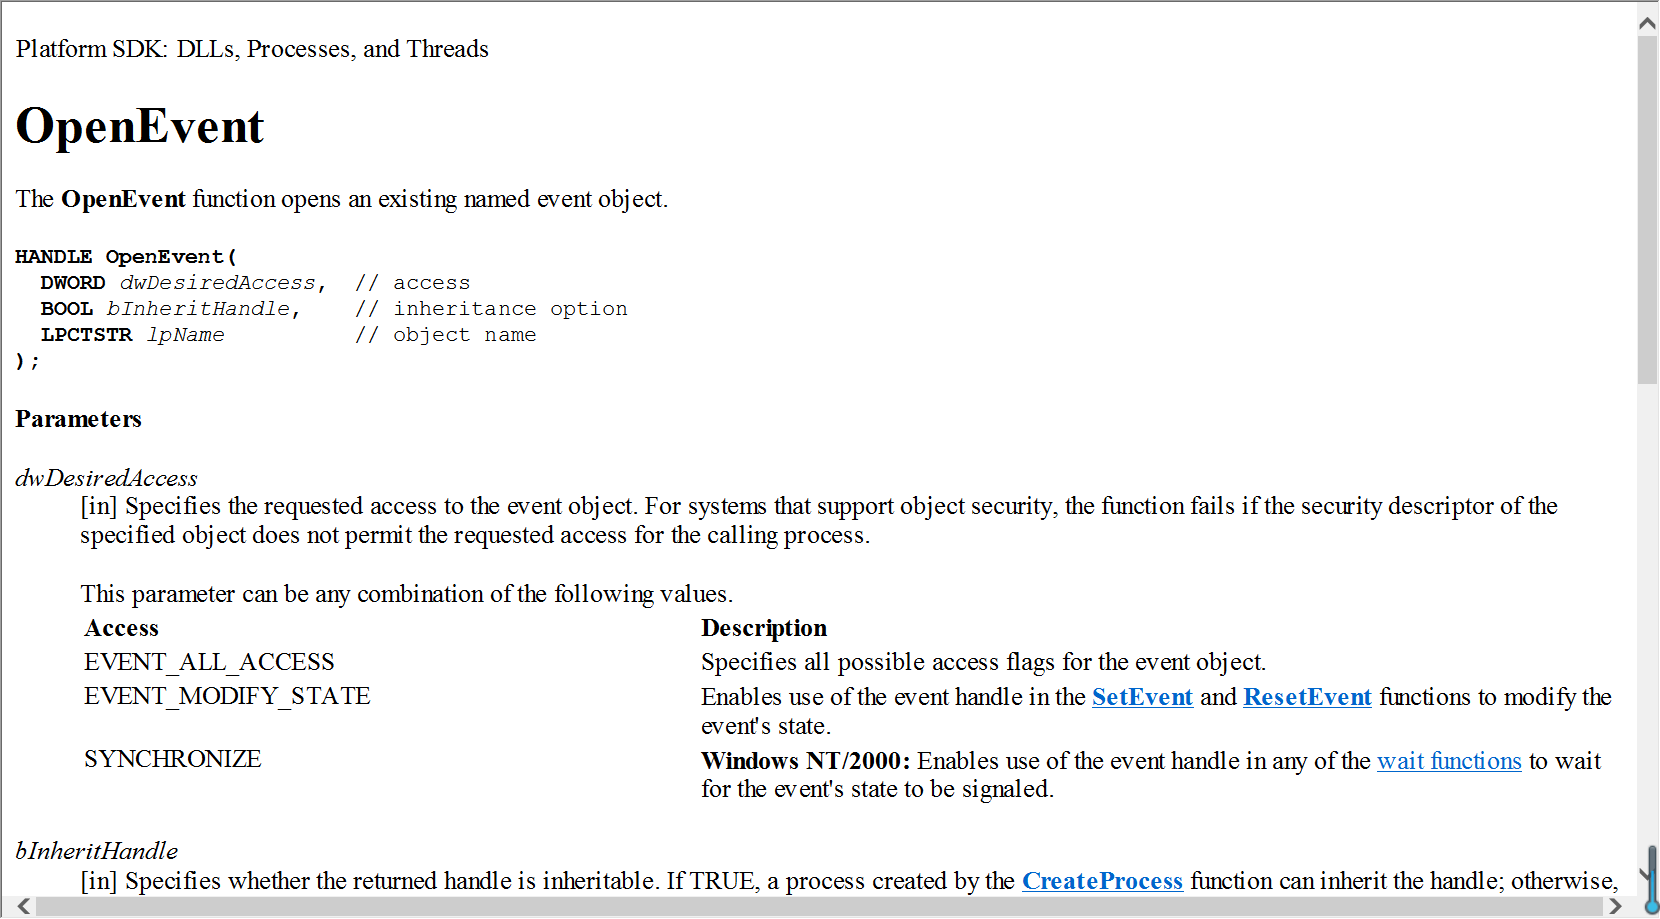 Platform SDK: DLLs, Processes, and Threads
OpenEvent
The OpenEvent function opens an existing named event object.
HANDLE OpenEvent(
  DWORD dwDesiredAccess,  // access
  BOOL bInheritHandle,    // inheritance option
  LPCTSTR lpName          // object name
);
Parameters
dwDesiredAccess
[in] Specifies the requested access to the event object. For systems that support object security, the function fails if the security descriptor of the
specified object does not permit the requested access for the calling process.
This parameter can be any combination of the following values.
Access Description
EVENT_ALL_ACCESS Specifies all possible access flags for the event object.
EVENT_MODIFY_STATE Enables use of the event handle in the SetEvent and ResetEvent functions to modify the
event's state.
SYNCHRONIZE Windows NT/2000: Enables use of the event handle in any of the wait functions to wait
for the event's state to be signaled.
bInheritHandle
[in] Specifies whether the returned handle is inheritable. If TRUE, a process created by the CreateProcess function can inherit the handle; otherwise,